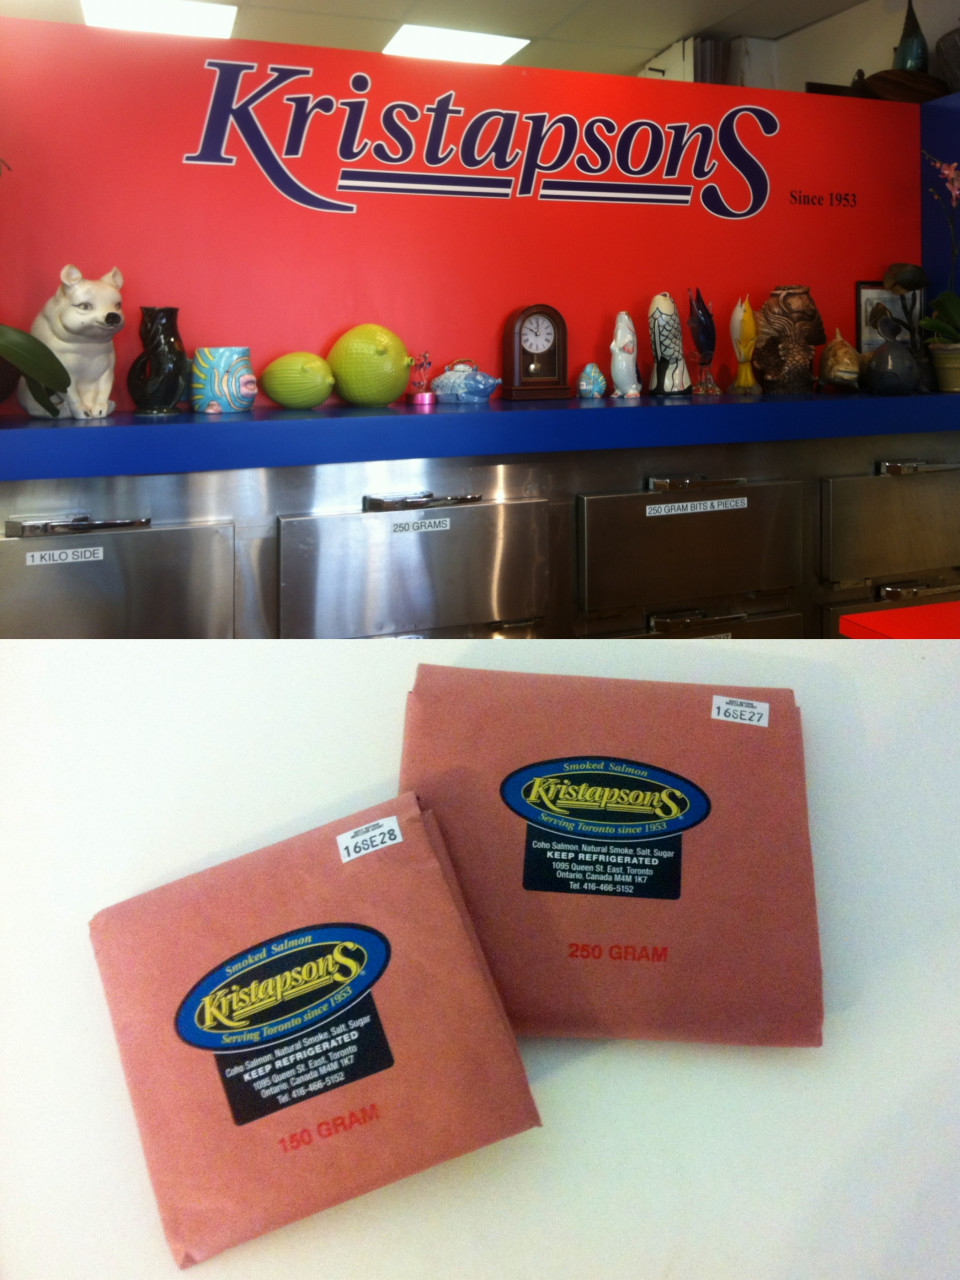 KristapsonS
Since 1953
1 KILO SIDE
250 GRAMS
250 GRAM BITS & PIECES
16SE27
Smoked Salmon
KristapsonS
Serving Toronto since 1953
Coho Salmon, Natural Smoke, Salt, Sugar
KEEP REFRIGERATED
1095 Queen St. East, Toronto
Ontario, Canada M4M 1K7
Tel. 416-466-5152
250 GRAM
16SE28
Smoked Salmon
KristapsonS
Serving Toronto since 1953
Coho Salmon, Natural Smoke, Salt, Sugar
KEEP REFRIGERATED
1095 Queen St. East, Toronto
Ontario, Canada M4M 1K7
Tel. 416-466-5152
150 GRAM